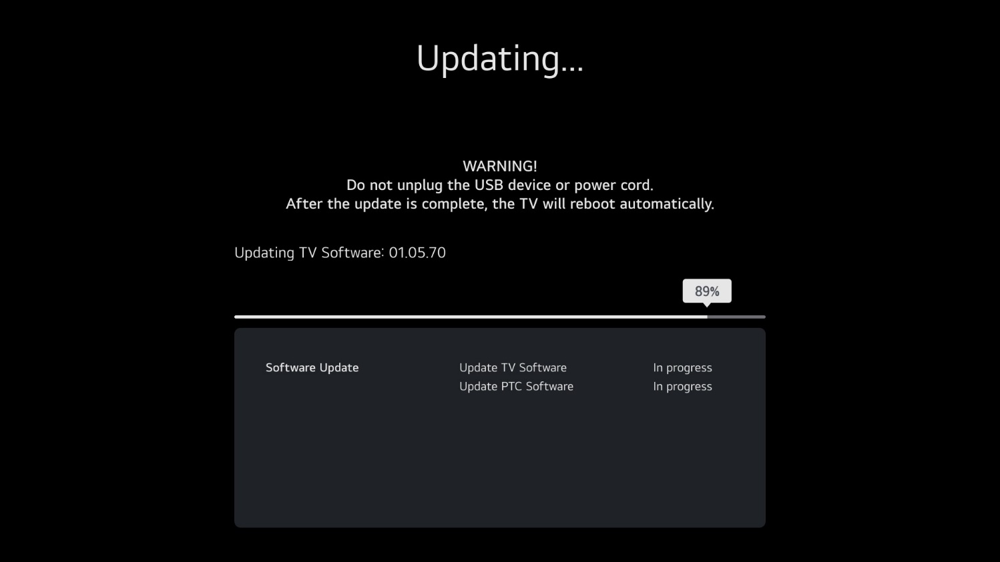 Updating...
WARNING!
Do not unplug the USB device or power cord.
After the update is complete, the TV will reboot automatically.
Updating TV Software: 01.05.70
89%
Software Update Update TV Software In progress
Update PTC Software In progress